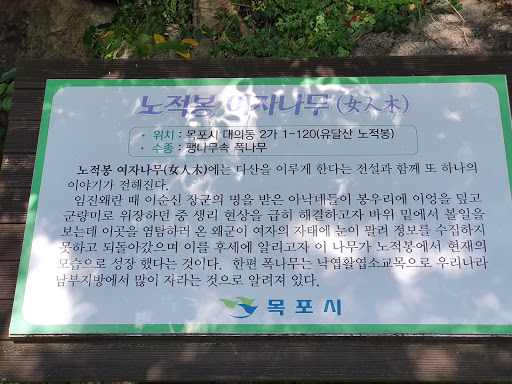 노적봉 여자나무(女人木)
• 위치 : 목포시 대의동 2가 1-120(유달산 노적봉)
• 수종 : 팽나무속 폭나무
노적봉 여자나무(女人木)에는 다산을 이루게 한다는 전설과 함께 또 하나의
이야기가 전해진다.
임진왜란 때 이순신 장군의 명을 받은 아낙네들이 봉우리에 이엉을 덮고
군량미로 위장하던 중 생리 현상을 급히 해결하고자 바위 밑에서 볼일을
보는데 이곳을 염탐하러 온 왜군이 여자의 자태에 눈이 팔려 정보를 수집하지
못하고 되돌아갔으며 이를 후세에 알리고자 이 나무가 노적봉에서 현재의
모습으로 성장 했다는 것이다. 한편 폭나무는 낙엽활엽소교목으로 우리나라
남부지방에서 많이 자라는 것으로 알려져 있다.
목포시